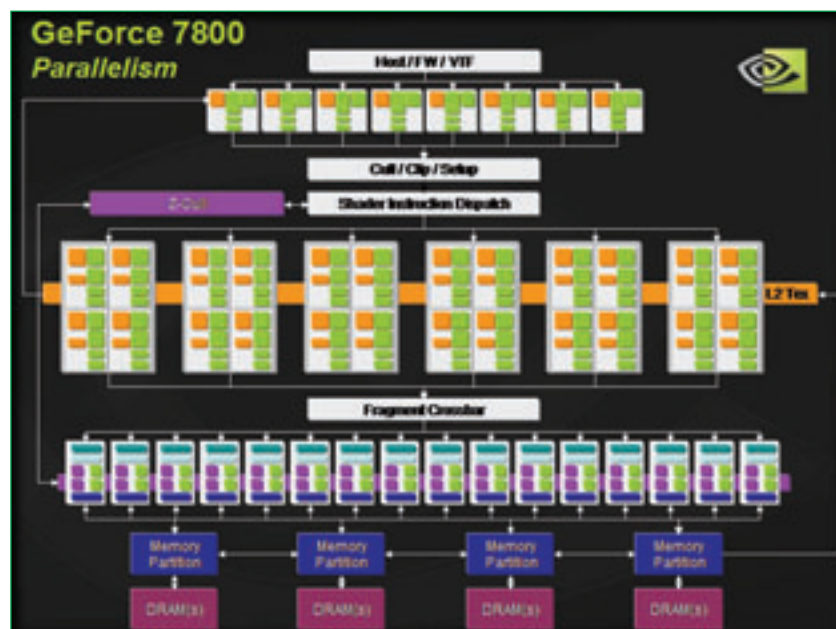 GeForce 7800
Parallelism
Host / FW / VTF
Cull / Clip / Setup
Z-Cull
Shader Instruction Dispatch
L2 Tex
Fragment Crossbar
Memory
Partition
Memory
Partition
Memory
Partition
Memory
Partition
DRAM(s)
DRAM(s)
DRAM(s)
DRAM(s)